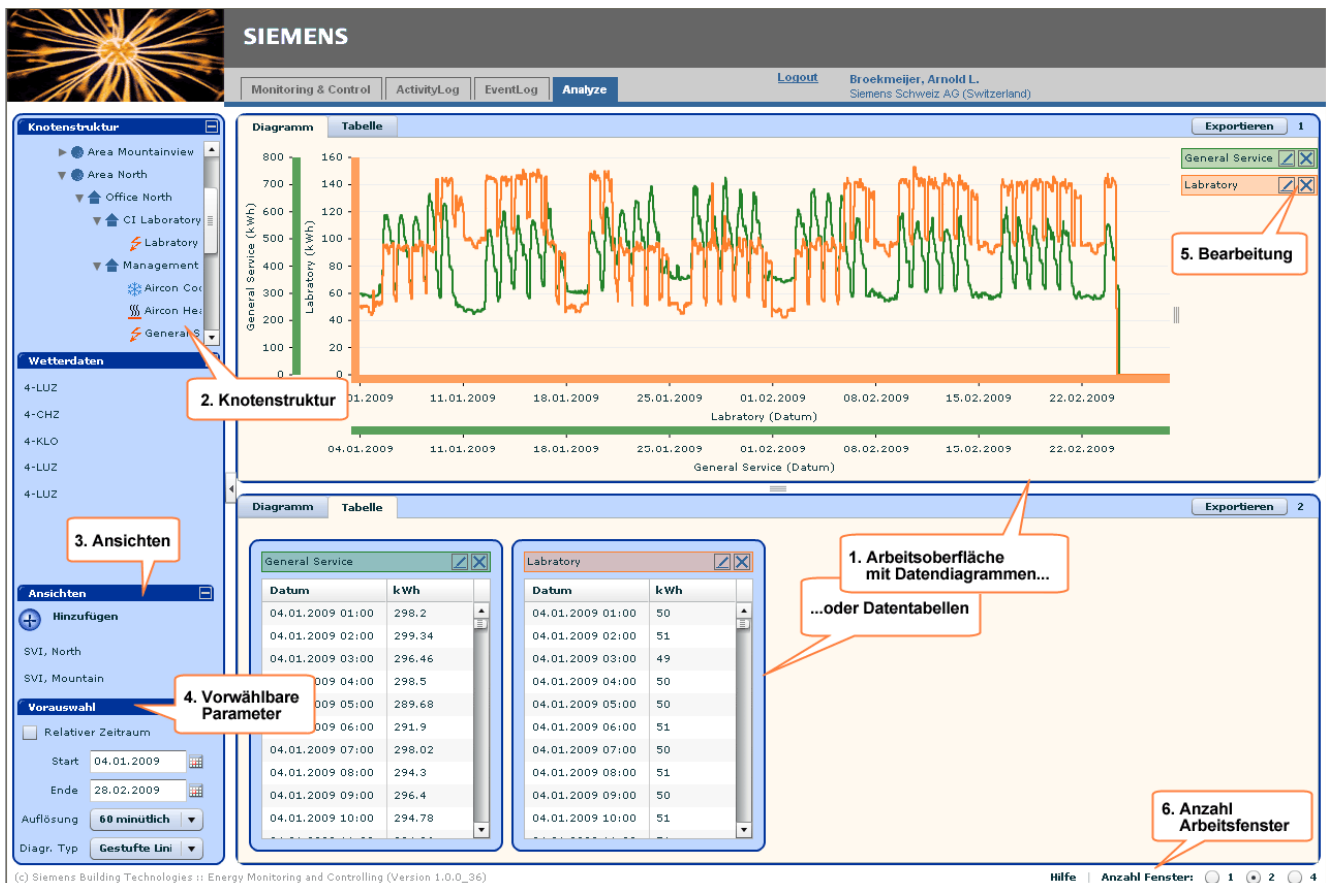 SIEMENS
Monitoring & Control ActivityLog EventLog Analyze
Logout
Broekmeijer, Arnold L.
Siemens Schweiz AG (Switzerland)
Knotenstruktur
Area Mountainview
Area North
Office North
CI Laboratory
Labratory
Management
Aircon Coo
Aircon Hea
General S
2. Knotenstruktur
Wetterdaten
4-LUZ
4-CHZ
4-KLO
4-LUZ
4-LUZ
3. Ansichten
Ansichten
Hinzufügen
SVI, North
SVI, Mountain
4. Vorwählbare
Parameter
Vorauswahl
Relativer Zeitraum
Start 04.01.2009
Ende 28.02.2009
Auflösung 60 minütlich
Diagr. Typ Gestufte Lini
Diagramm Tabelle
Exportieren 1
General Service
Labratory
5. Bearbeitung
General Service (kWh)
800
700
600
500
400
300
200
100
0
Labratory (kWh)
160
140
120
100
80
60
40
20
0
01.2009 11.01.2009 18.01.2009 25.01.2009 01.02.2009 08.02.2009 15.02.2009 22.02.2009
Labratory (Datum)
04.01.2009 11.01.2009 18.01.2009 25.01.2009 01.02.2009 08.02.2009 15.02.2009 22.02.2009
General Service (Datum)
Diagramm Tabelle
Exportieren 2
1. Arbeitsoberfläche
mit Datendiagrammen...
...oder Datentabellen
General Service
Datum kWh
04.01.2009 01:00 298.2
04.01.2009 02:00 299.34
04.01.2009 03:00 296.46
01.2009 04:00 298.5
01.2009 05:00 289.68
01.2009 06:00 291.9
04.01.2009 07:00 298.02
04.01.2009 08:00 294.3
04.01.2009 09:00 296.4
04.01.2009 10:00 294.78
Labratory
Datum kWh
04.01.2009 01:00 50
04.01.2009 02:00 51
04.01.2009 03:00 49
04.01.2009 04:00 50
04.01.2009 05:00 50
04.01.2009 06:00 51
04.01.2009 07:00 50
04.01.2009 08:00 51
04.01.2009 09:00 50
04.01.2009 10:00 51
6. Anzahl
Arbeitsfenster
(c) Siemens Building Technologies :: Energy Monitoring and Controlling (Version 1.0.0_36)
Hilfe | Anzahl Fenster: 1 2 4